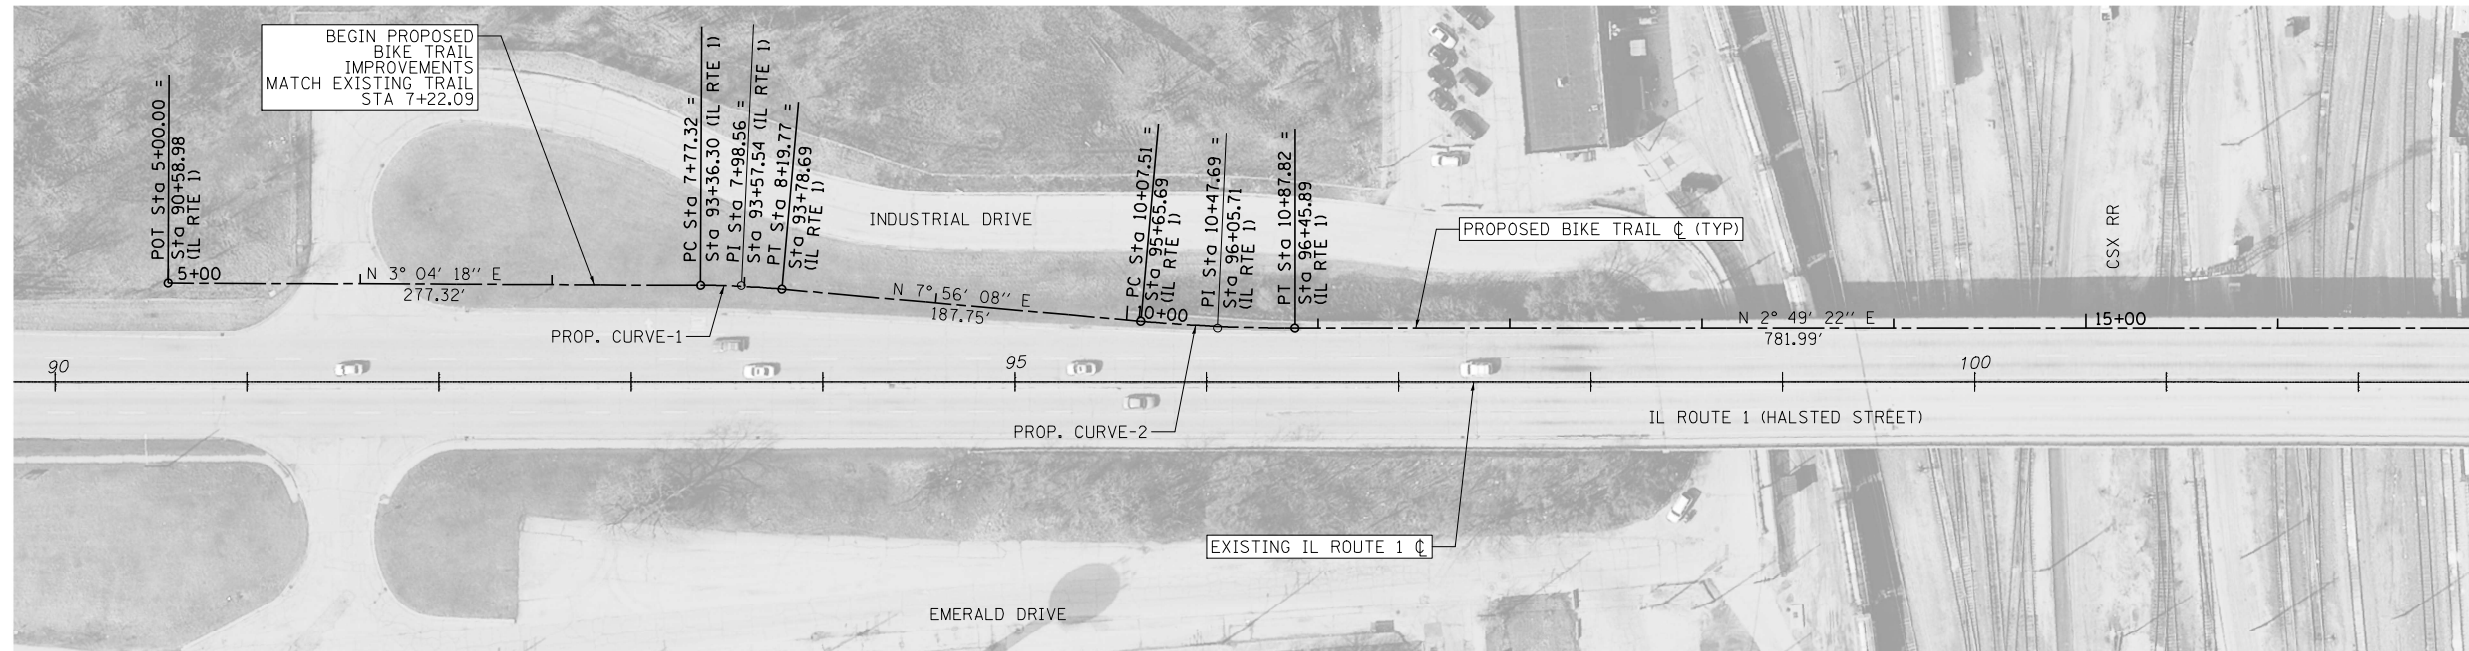 BEGIN PROPOSED
BIKE TRAIL
IMPROVEMENTS
MATCH EXISTING TRAIL
STA 7+22.09
POT Sta 5+00.00 =
Sta 90+58.98
(IL RTE 1)
PC Sta 7+77.32 =
Sta 93+36.30 (IL RTE 1)
PI Sta 7+98.56 =
Sta 93+57.54 (IL RTE 1)
PT Sta 8+19.77 =
Sta 93+78.69
(IL RTE 1)
PC Sta 10+07.51 =
Sta 95+65.69
(IL RTE 1)
PI Sta 10+47.69 =
Sta 96+05.71
(IL RTE 1)
PT Sta 10+87.82 =
Sta 96+45.89
(IL RTE 1)
INDUSTRIAL DRIVE
PROPOSED BIKE TRAIL ℄ (TYP)
CSX RR
5+00
N 3° 04' 18" E
277.32'
N 7° 56' 08" E
187.75'
10+00
N 2° 49' 22" E
781.99'
15+00
PROP. CURVE-1
90
95
100
PROP. CURVE-2
IL ROUTE 1 (HALSTED STREET)
EXISTING IL ROUTE 1 ℄
EMERALD DRIVE